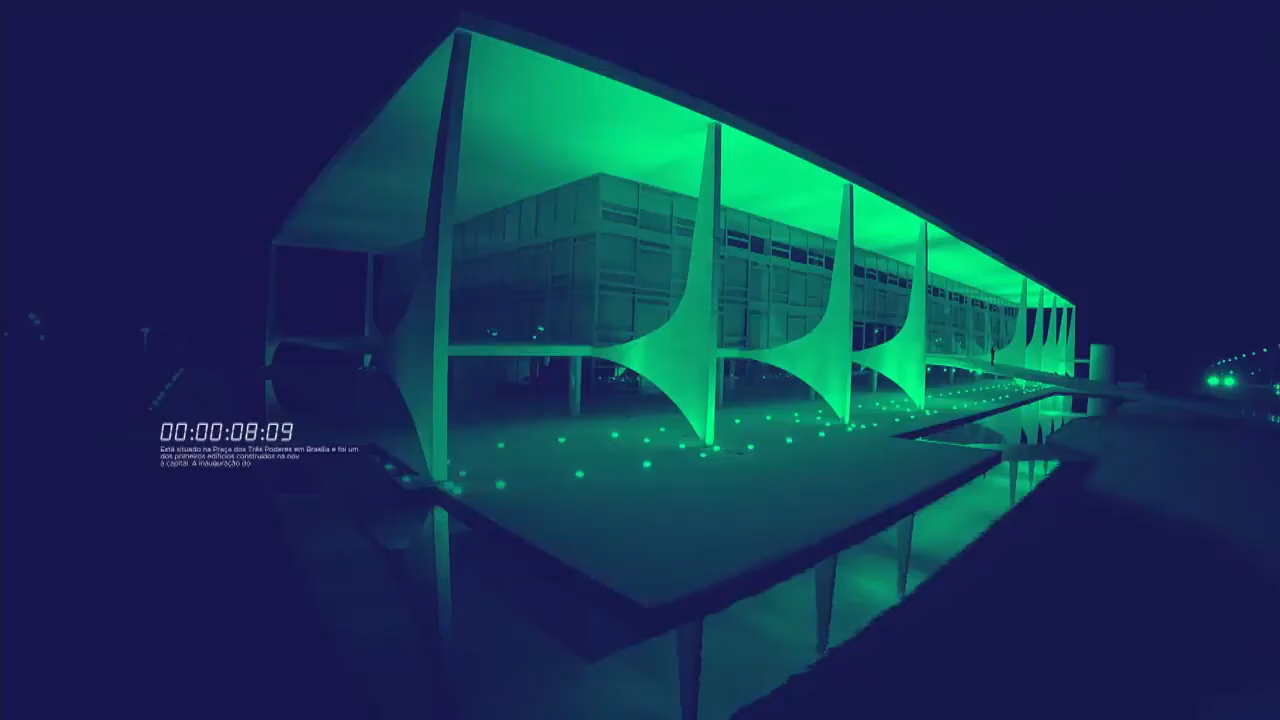 00:00:08:09
Está situado na Praça dos Três Poderes em Brasília e foi um
dos primeiros edifícios construídos na nov
a capital. A inauguração do